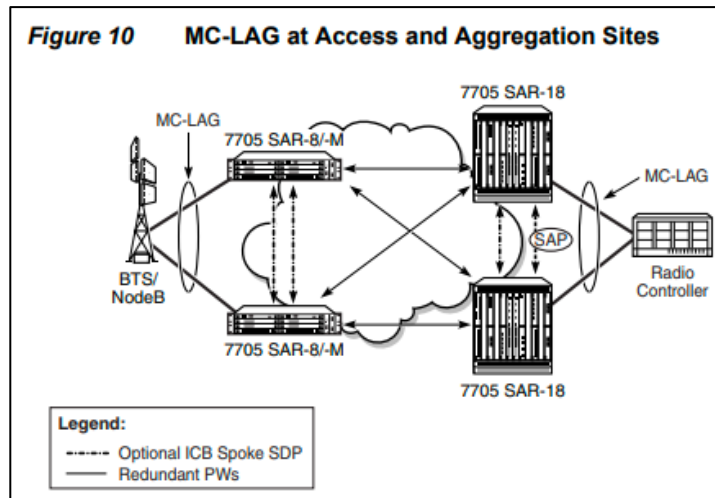 Figure 10 MC-LAG at Access and Aggregation Sites
7705 SAR-18
MC-LAG
7705 SAR-8/-M
MC-LAG
SAP
BTS/
NodeB
Radio
Controller
7705 SAR-8/-M
7705 SAR-18
Legend:
Optional ICB Spoke SDP
Redundant PWs